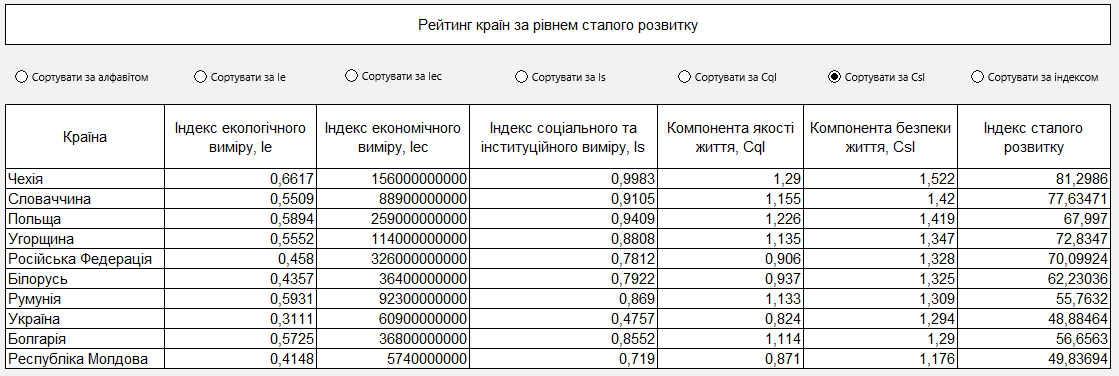 Рейтинг країн за рівнем сталого розвитку
Сортувати за алфавітом Сортувати за Ie Сортувати за Iec Сортувати за Is Сортувати за Cql Сортувати за Csl Сортувати за індексом
Країна Індекс екологічного виміру, Ie Індекс економічного виміру, Iec Індекс соціального та інституційного виміру, Is Компонента якості життя, Cql Компонента безпеки життя, Csl Індекс сталого розвитку
Чехія 0,6617 156000000000 0,9983 1,29 1,522 81,2986
Словаччина 0,5509 88900000000 0,9105 1,155 1,42 77,63471
Польща 0,5894 259000000000 0,9409 1,226 1,419 67,997
Угорщина 0,5552 114000000000 0,8808 1,135 1,347 72,8347
Російська Федерація 0,458 326000000000 0,7812 0,906 1,328 70,09924
Білорусь 0,4357 36400000000 0,7922 0,937 1,325 62,23036
Румунія 0,5931 92300000000 0,869 1,133 1,309 55,7632
Україна 0,3111 60900000000 0,4757 0,824 1,294 48,88464
Болгарія 0,5725 36800000000 0,8552 1,114 1,29 56,6563
Республіка Молдова 0,4148 5740000000 0,719 0,871 1,176 49,83694